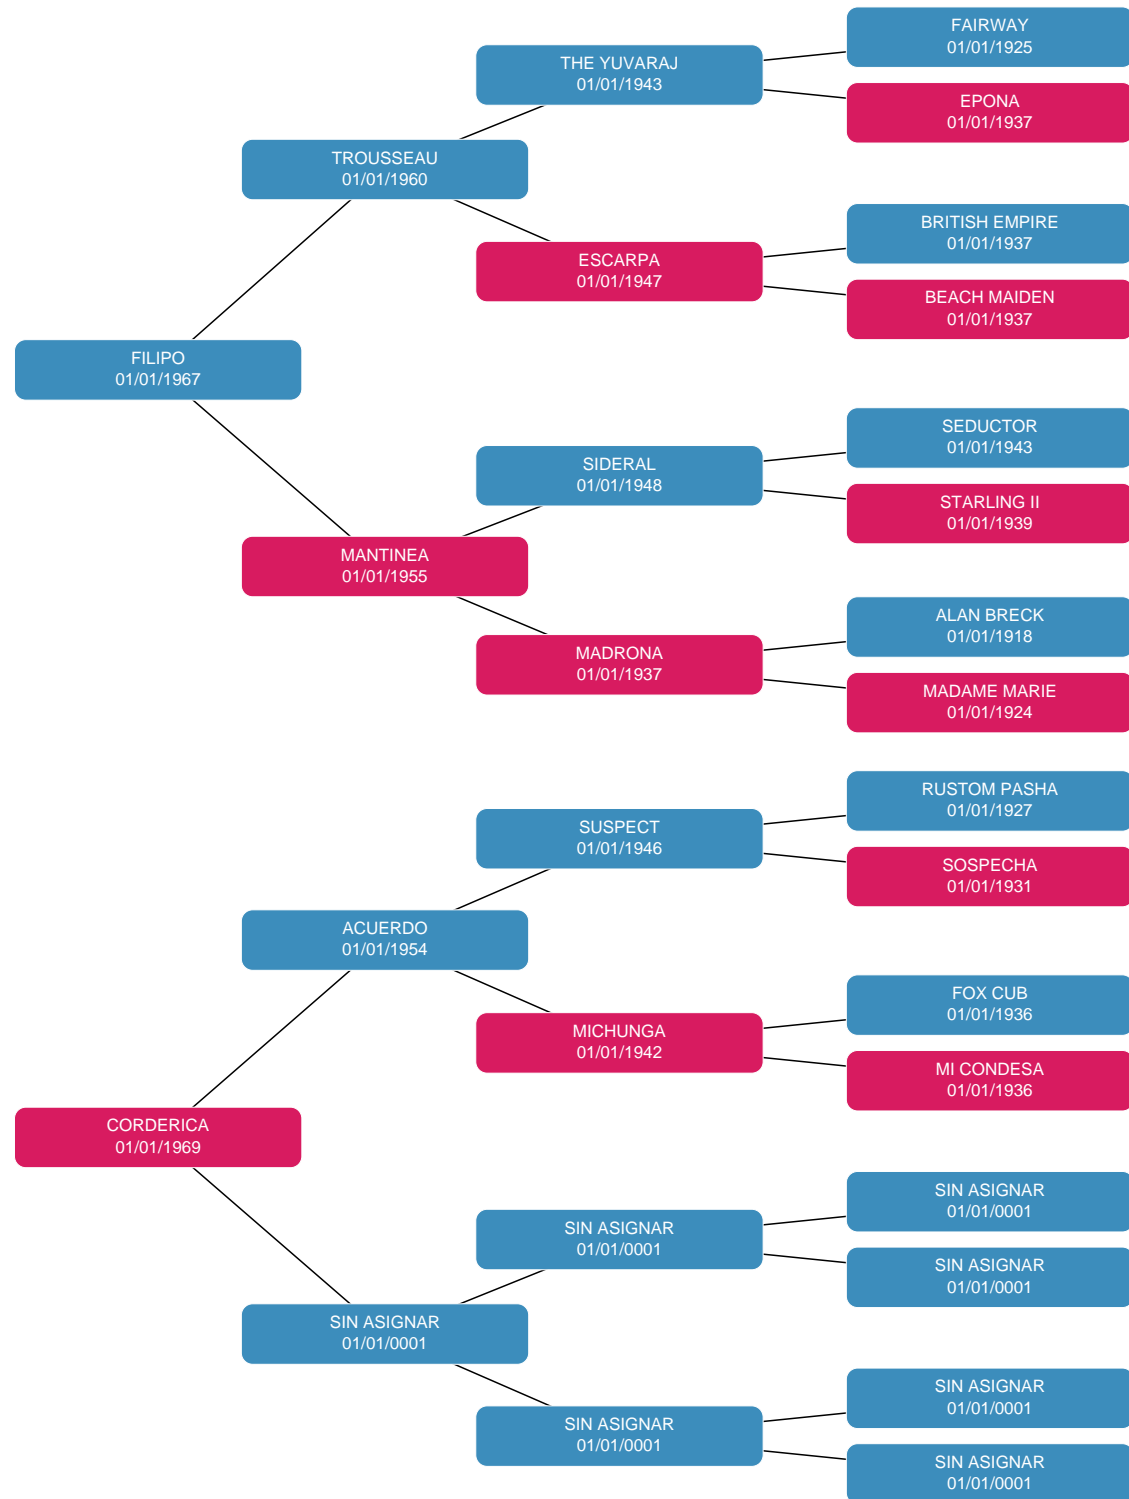 FAIRWAY
01/01/1925
THE YUVARAJ
01/01/1943
EPONA
01/01/1937
TROUSSEAU
01/01/1960
BRITISH EMPIRE
01/01/1937
ESCARPA
01/01/1947
BEACH MAIDEN
01/01/1937
FILIPO
01/01/1967
SEDUCTOR
01/01/1943
SIDERAL
01/01/1948
STARLING II
01/01/1939
MANTINEA
01/01/1955
ALAN BRECK
01/01/1918
MADRONA
01/01/1937
MADAME MARIE
01/01/1924
RUSTOM PASHA
01/01/1927
SUSPECT
01/01/1946
SOSPECHA
01/01/1931
ACUERDO
01/01/1954
FOX CUB
01/01/1936
MICHUNGA
01/01/1942
MI CONDESA
01/01/1936
CORDERICA
01/01/1969
SIN ASIGNAR
01/01/0001
SIN ASIGNAR
01/01/0001
SIN ASIGNAR
01/01/0001
SIN ASIGNAR
01/01/0001
SIN ASIGNAR
01/01/0001
SIN ASIGNAR
01/01/0001
SIN ASIGNAR
01/01/0001